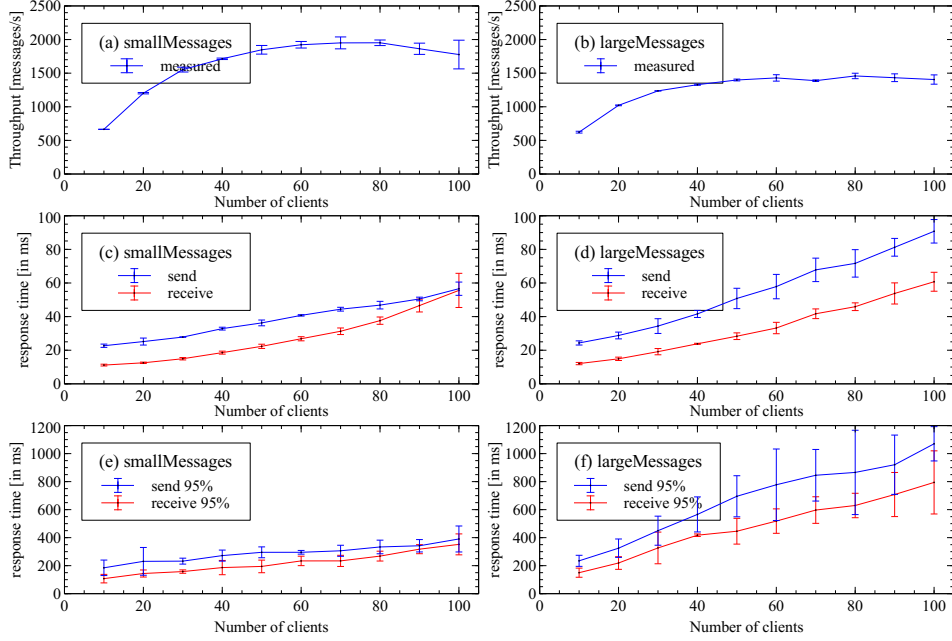 2500
2000
1500
1000
500
0
Throughput [messages/s]
(a) smallMessages
measured
0
20
40
60
80
100
Number of clients
2500
2000
1500
1000
500
0
Throughput [messages/s]
(b) largeMessages
measured
0
20
40
60
80
100
Number of clients
100
80
60
40
20
0
response time [in ms]
(c) smallMessages
send
receive
0
20
40
60
80
100
Number of clients
100
80
60
40
20
0
response time [in ms]
(d) largeMessages
send
receive
0
20
40
60
80
100
Number of clients
1200
1000
800
600
400
200
0
response time [in ms]
(e) smallMessages
send 95%
receive 95%
0
20
40
60
80
100
Number of clients
1200
1000
800
600
400
200
0
response time [in ms]
(f) largeMessages
send 95%
receive 95%
0
20
40
60
80
100
Number of clients